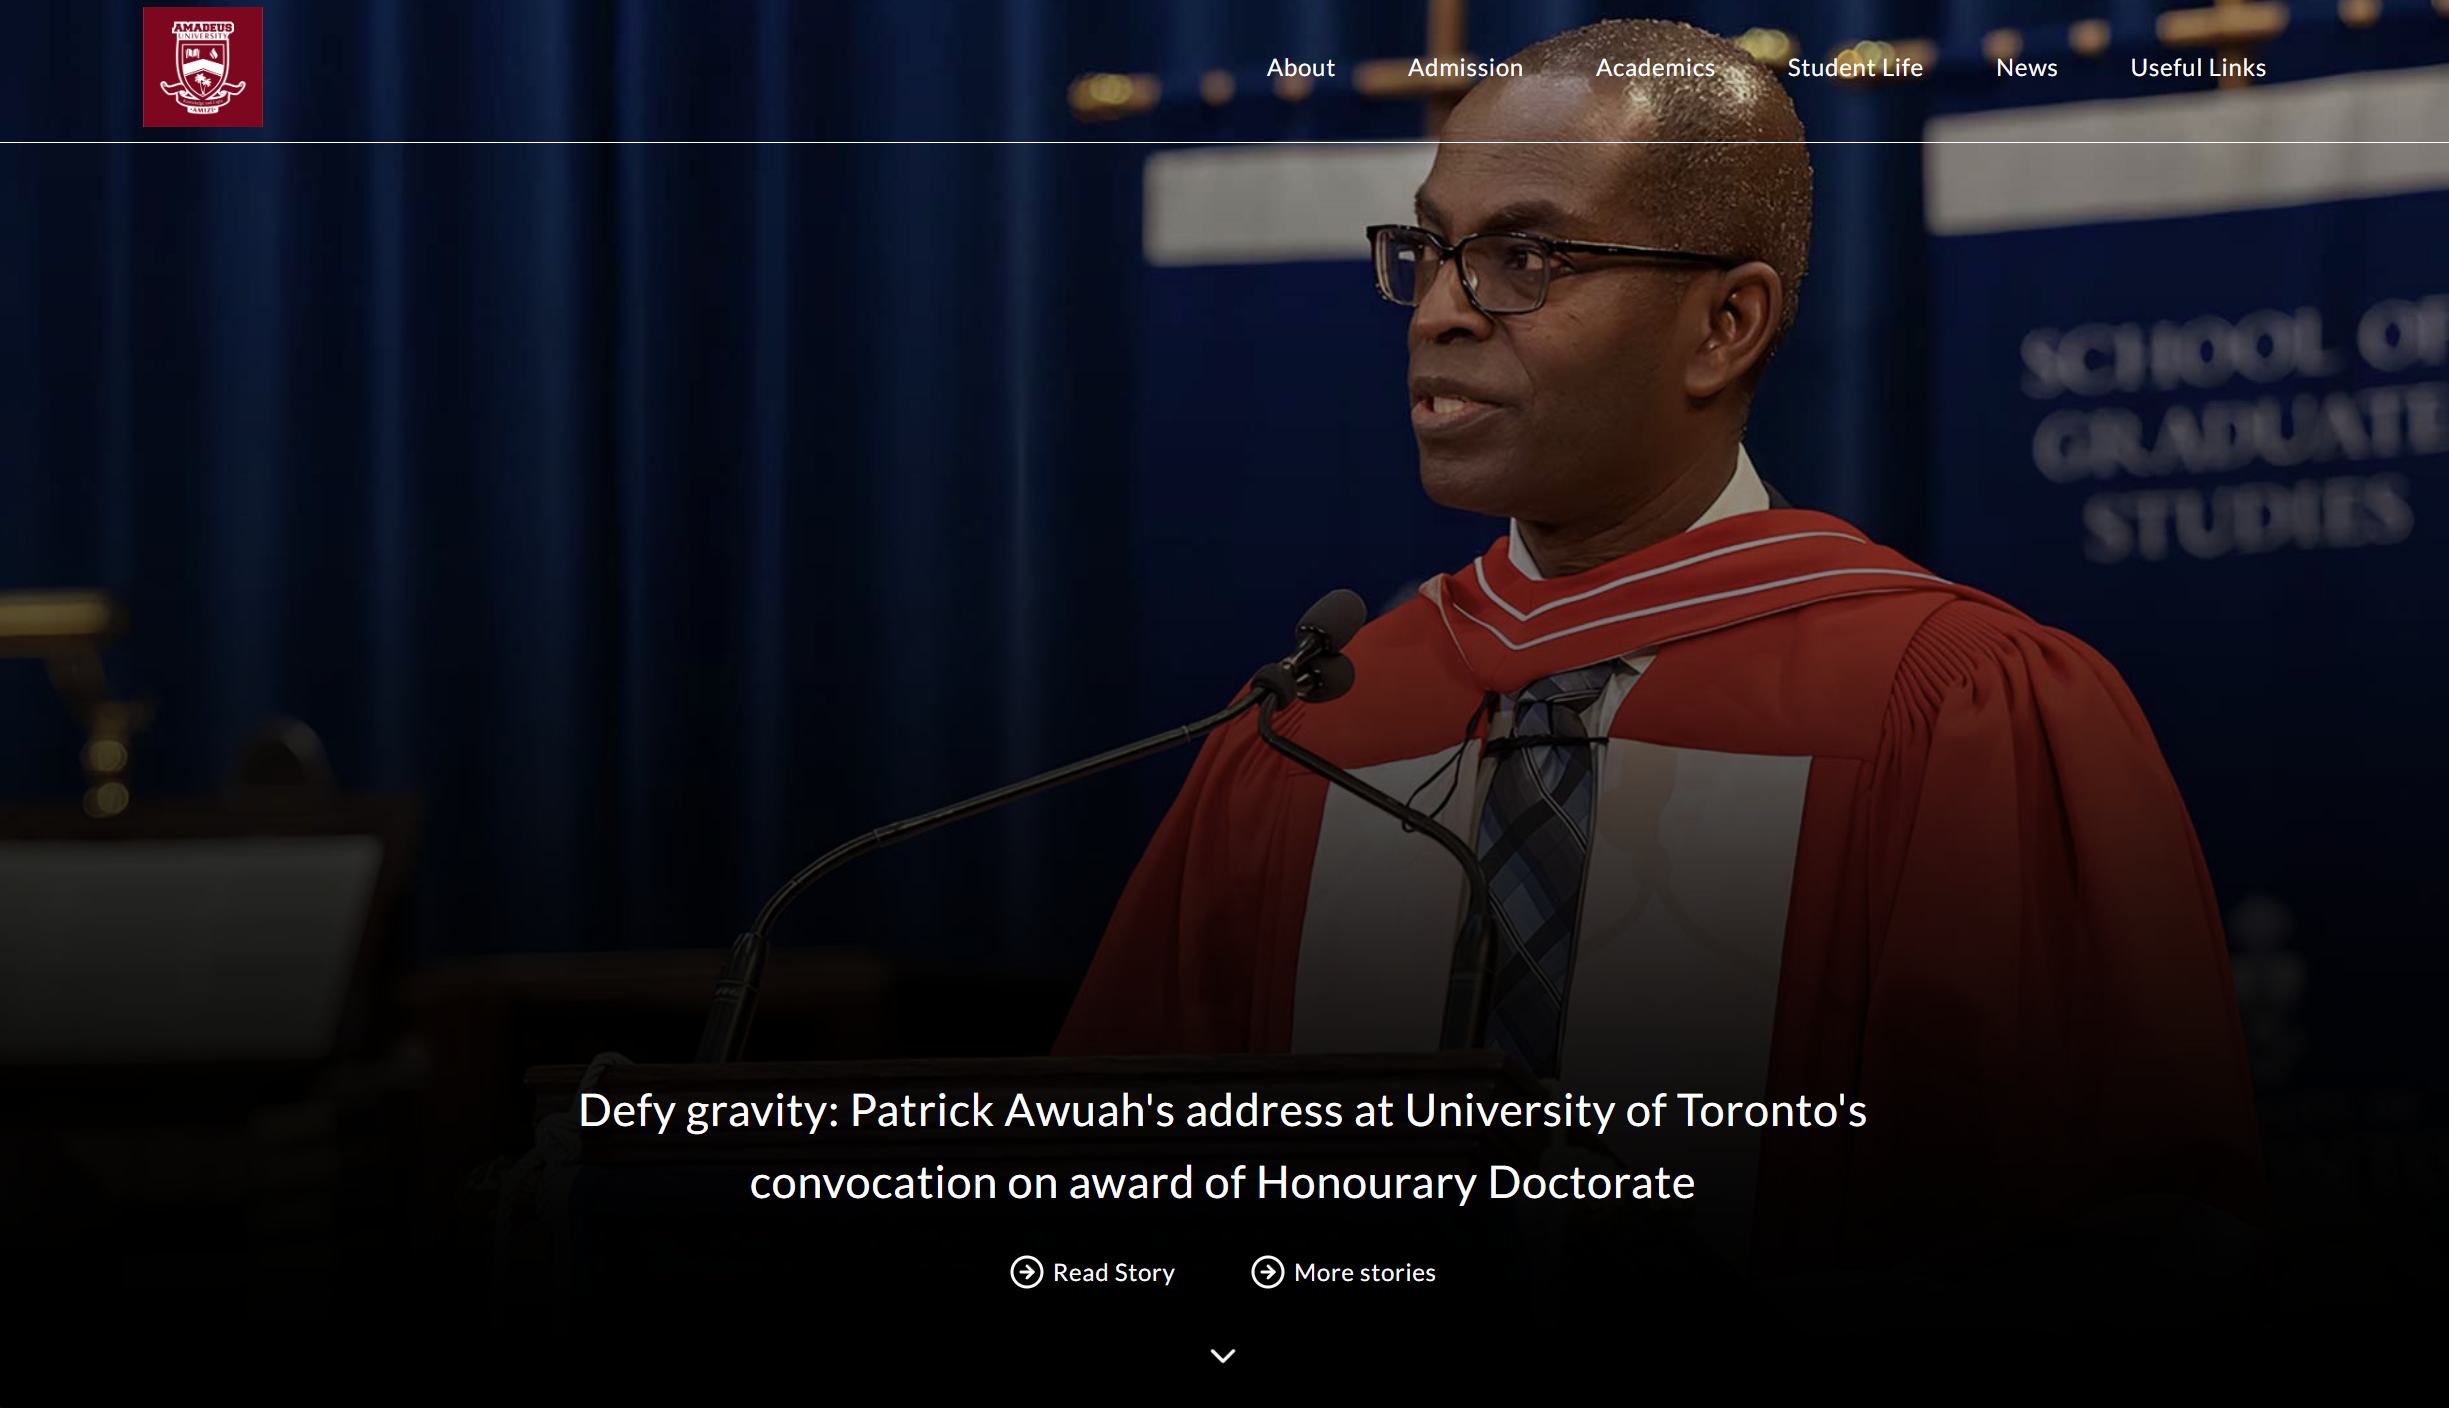 AMADEUS
UNIVERSITY
About
Admission
Academics
Student Life
News
Useful Links
SCHOOL OF
GRADUATE
STUDIES
Defy gravity: Patrick Awuah's address at University of Toronto's
convocation on award of Honourary Doctorate
Read Story
More stories